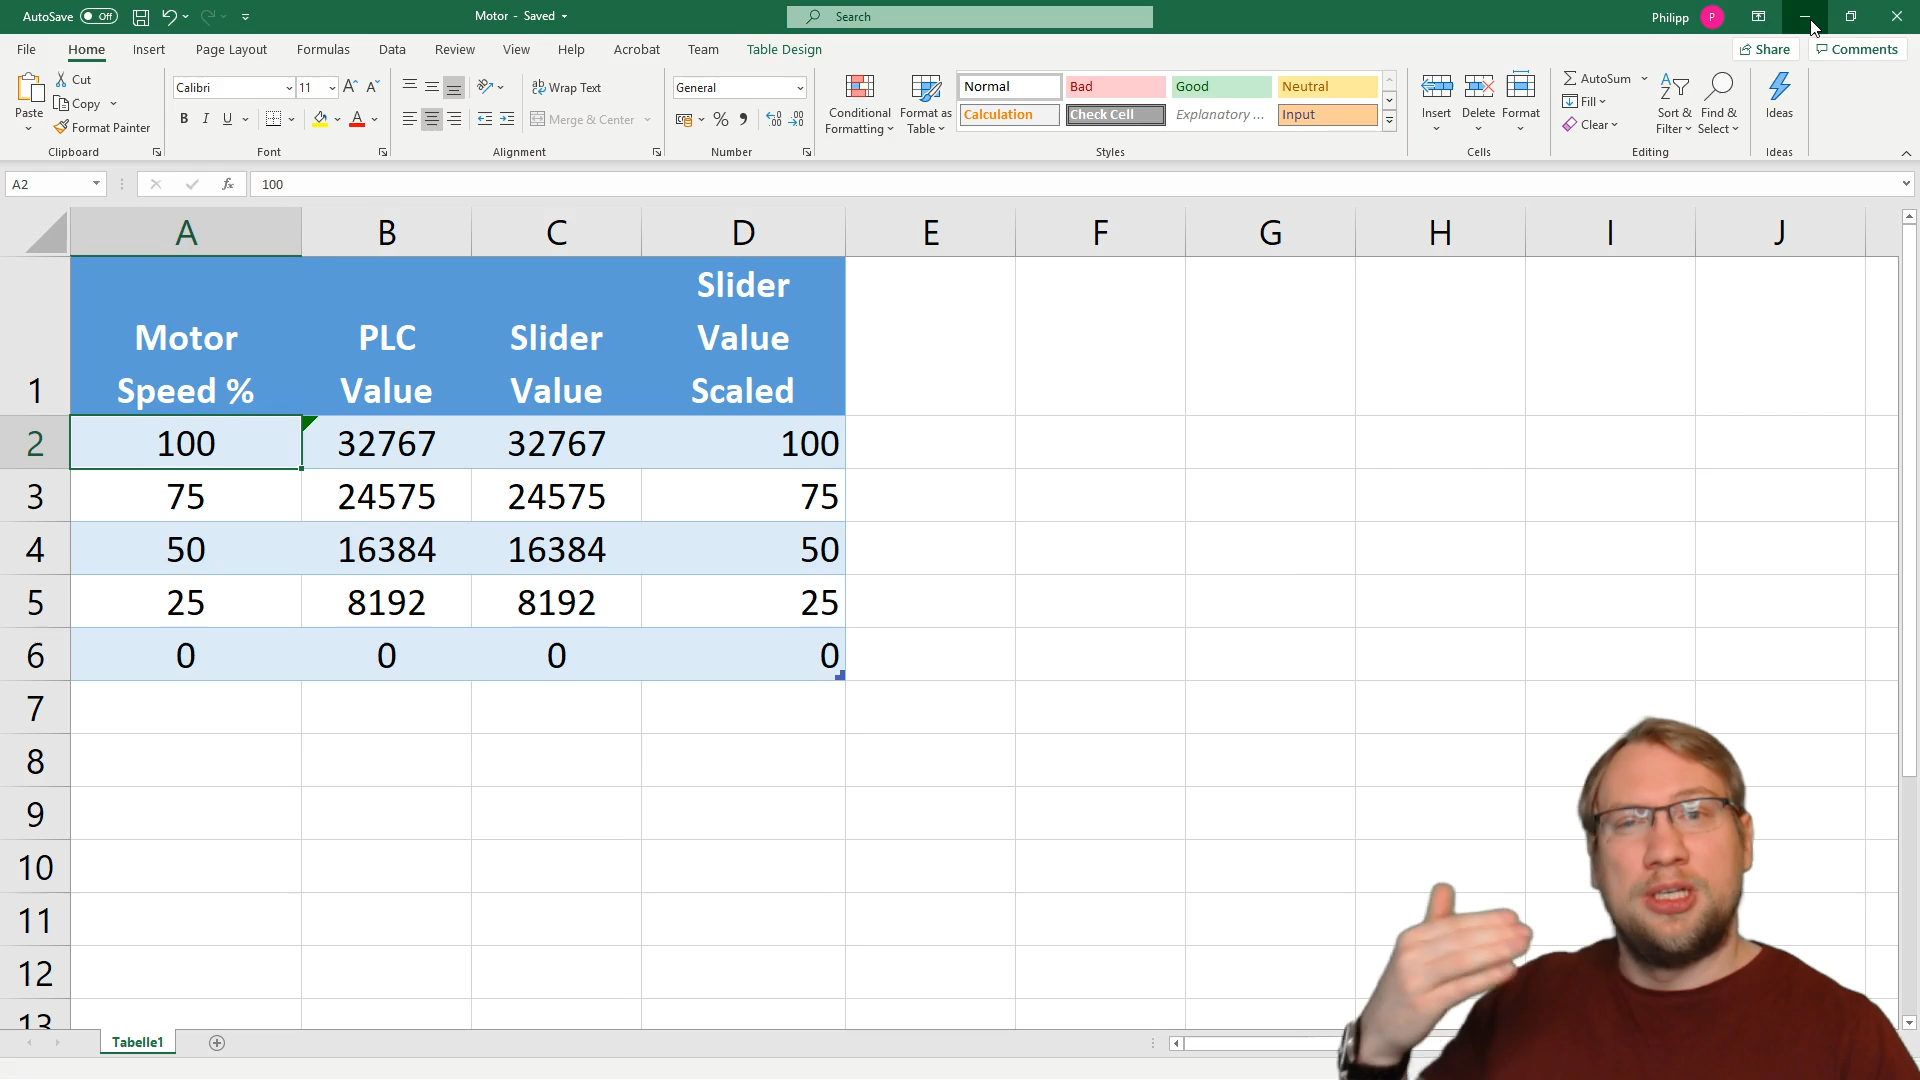 AutoSave Off Motor - Saved Search Philipp P
File Home Insert Page Layout Formulas Data Review View Help Acrobat Team Table Design Share Comments
Paste Cut Copy Format Painter Clipboard
Calibri 11 B I U A Font
Wrap Text Merge & Center Alignment
General % Number
Conditional Formatting Format as Table
Normal Bad Good Neutral
Calculation Check Cell Explanatory ... Input
Styles
Insert Delete Format Cells
AutoSum Fill Clear Sort & Filter Find & Select Editing
Ideas Ideas
A2 fx 100
A B C D E F G H I J
1 Motor Speed % PLC Value Slider Value Slider Value Scaled
2 100 32767 32767 100
3 75 24575 24575 75
4 50 16384 16384 50
5 25 8192 8192 25
6 0 0 0 0
7
8
9
10
11
12
13
Tabelle1